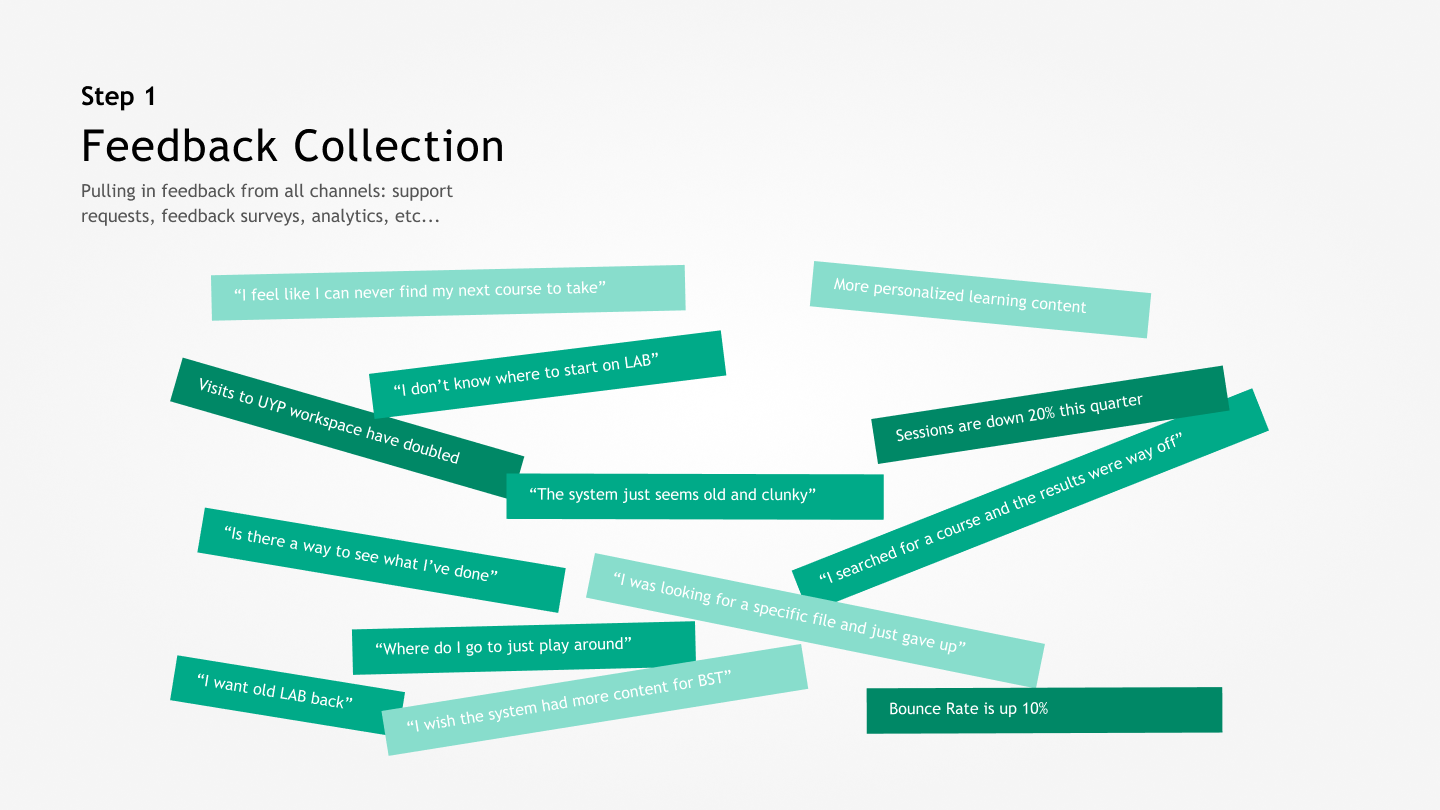 Step 1
Feedback Collection
Pulling in feedback from all channels: support
requests, feedback surveys, analytics, etc...
“I feel like I can never find my next course to take”
More personalized learning content
“I don’t know where to start on LAB”
Visits to UYP workspace have doubled
Sessions are down 20% this quarter
“I searched for a course and the results were way off”
“The system just seems old and clunky”
“Is there a way to see what I’ve done”
“I was looking for a specific file and just gave up”
“Where do I go to just play around”
“I want old LAB back”
“I wish the system had more content for BST”
Bounce Rate is up 10%